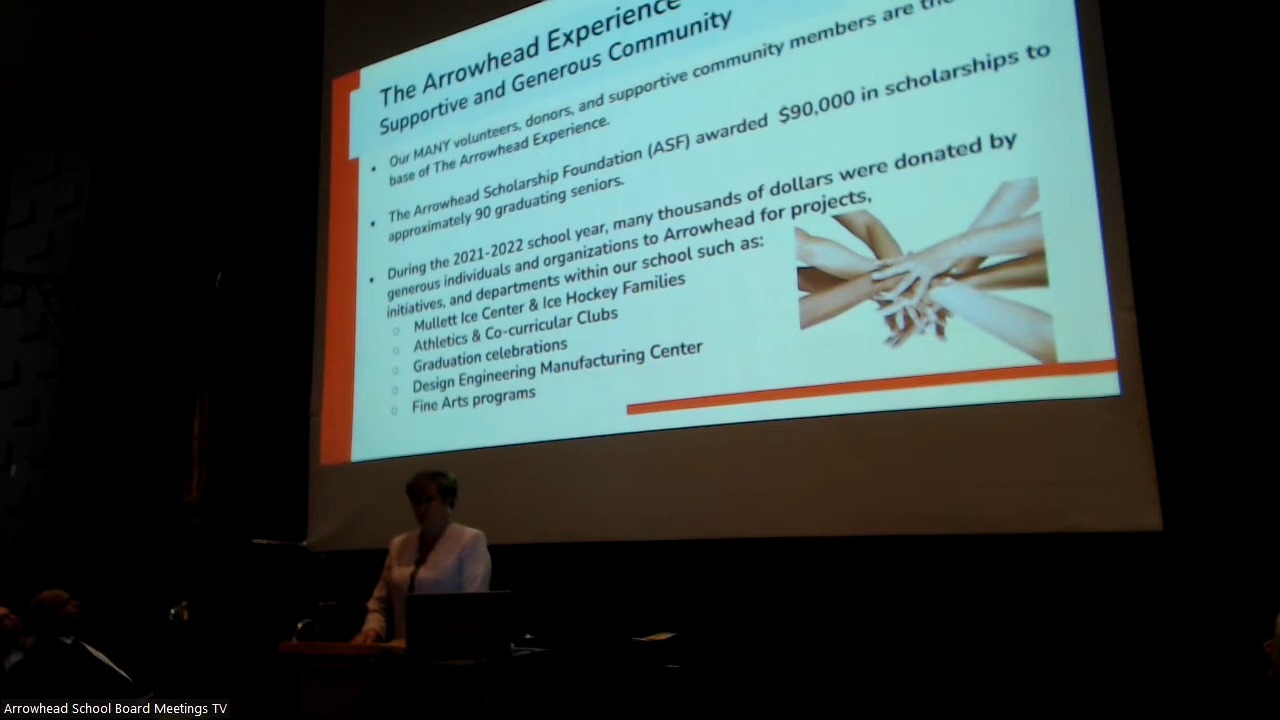 The Arrowhead Experience
Supportive and Generous Community
Our MANY volunteers, donors, and supportive community members are the
base of The Arrowhead Experience.
The Arrowhead Scholarship Foundation (ASF) awarded $90,000 in scholarships to
approximately 90 graduating seniors.
During the 2021-2022 school year, many thousands of dollars were donated by
generous individuals and organizations to Arrowhead for projects,
initiatives, and departments within our school such as:
Mullett Ice Center & Ice Hockey Families
Athletics & Co-curricular Clubs
Graduation celebrations
Design Engineering Manufacturing Center
Fine Arts programs
Arrowhead School Board Meetings TV